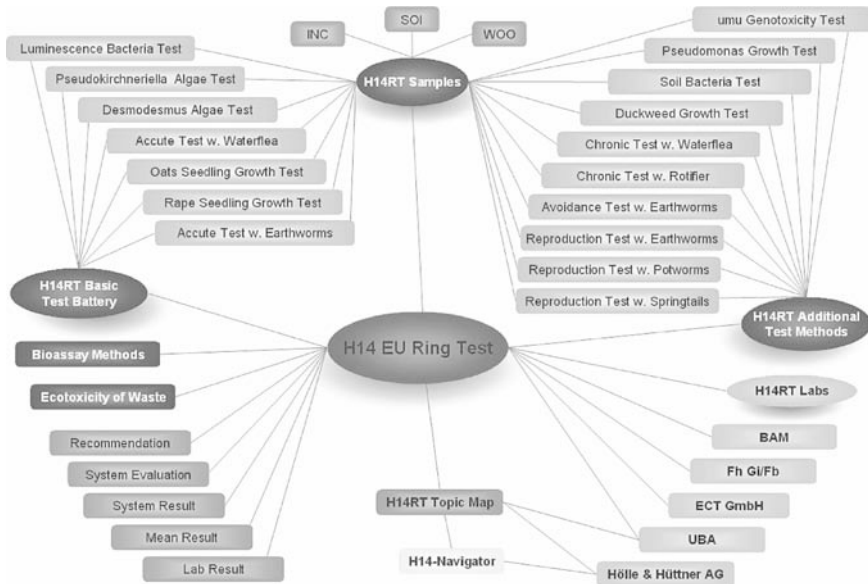 INC
SOI
WOO
H14RT Samples
Luminescence Bacteria Test
Pseudokirchneriella Algae Test
Desmodesmus Algae Test
Accute Test w. Waterflea
Oats Seedling Growth Test
Rape Seedling Growth Test
Accute Test w. Earthworms
umu Genotoxicity Test
Pseudomonas Growth Test
Soil Bacteria Test
Duckweed Growth Test
Chronic Test w. Waterflea
Chronic Test w. Rotifier
Avoidance Test w. Earthworms
Reproduction Test w. Earthworms
Reproduction Test w. Potworms
Reproduction Test w. Springtails
H14RT Basic
Test Battery
H14RT Additional
Test Methods
H14 EU Ring Test
Bioassay Methods
Ecotoxicity of Waste
Recommendation
System Evaluation
System Result
Mean Result
Lab Result
H14RT Topic Map
H14-Navigator
H14RT Labs
BAM
Fh Gi/Fb
ECT GmbH
UBA
Hölle & Hüttner AG